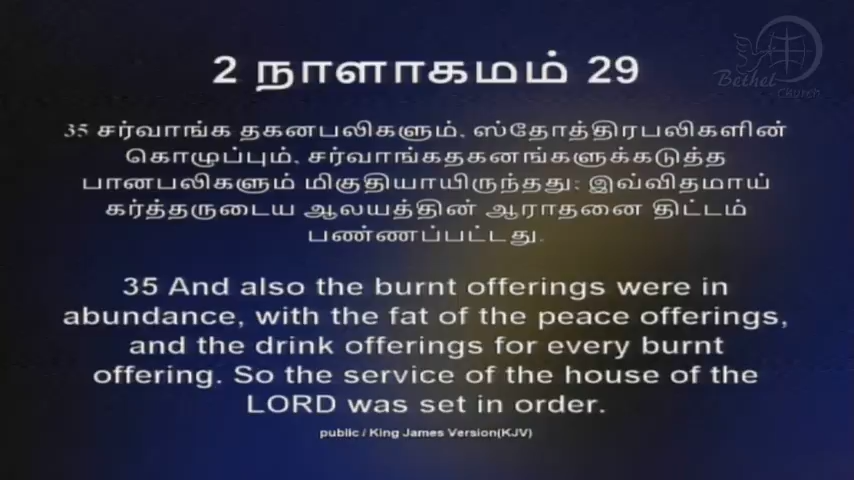 Bethel
Church
2 நாளாகமம் 29
35 சர்வாங்க தகனபலிகளும், ஸ்தோத்திரபலிகளின்
கொழுப்பும், சர்வாங்கதகனங்களுக்கடுத்த
பானபலிகளும் மிகுதியாயிருந்தது; இவ்விதமாய்
கர்த்தருடைய ஆலயத்தின் ஆராதனை திட்டம்
பண்ணப்பட்டது.
35 And also the burnt offerings were in
abundance, with the fat of the peace offerings,
and the drink offerings for every burnt
offering. So the service of the house of the
LORD was set in order.
public / King James Version(KJV)